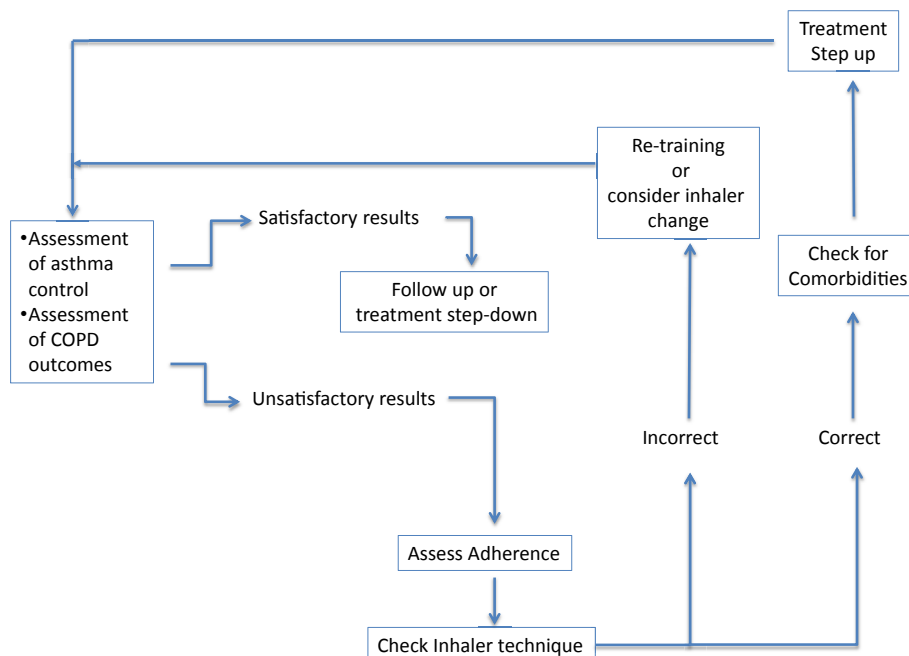 Treatment
Step up
Re-training
or
consider inhaler
change
•Assessment
of asthma
control
•Assessment
of COPD
outcomes
Satisfactory results
Follow up or
treatment step-down
Check for
Comorbidities
Unsatisfactory results
Incorrect
Correct
Assess Adherence
Check Inhaler technique